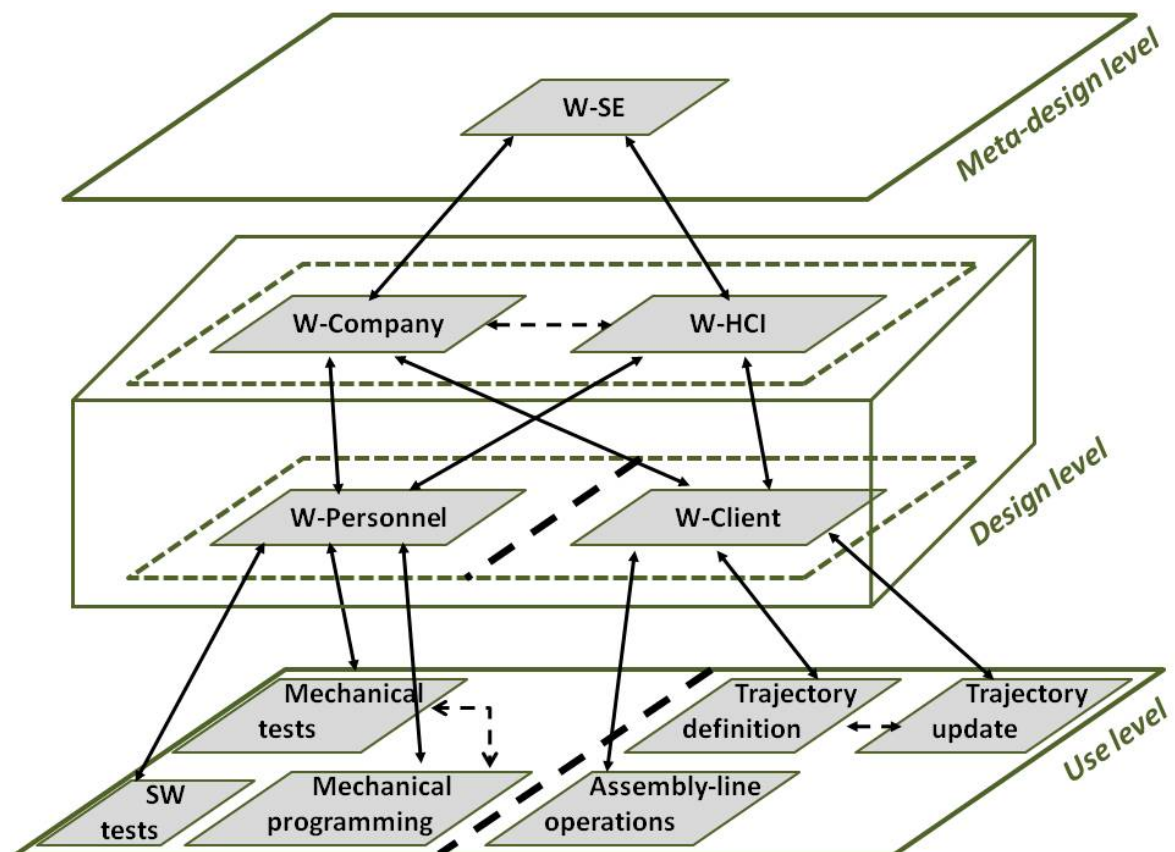 W-SE
Meta-design level
W-Company
W-HCI
W-Personnel
W-Client
Design level
Mechanical
tests
Trajectory
definition
Trajectory
update
Use level
SW
tests
Mechanical
programming
Assembly-line
operations